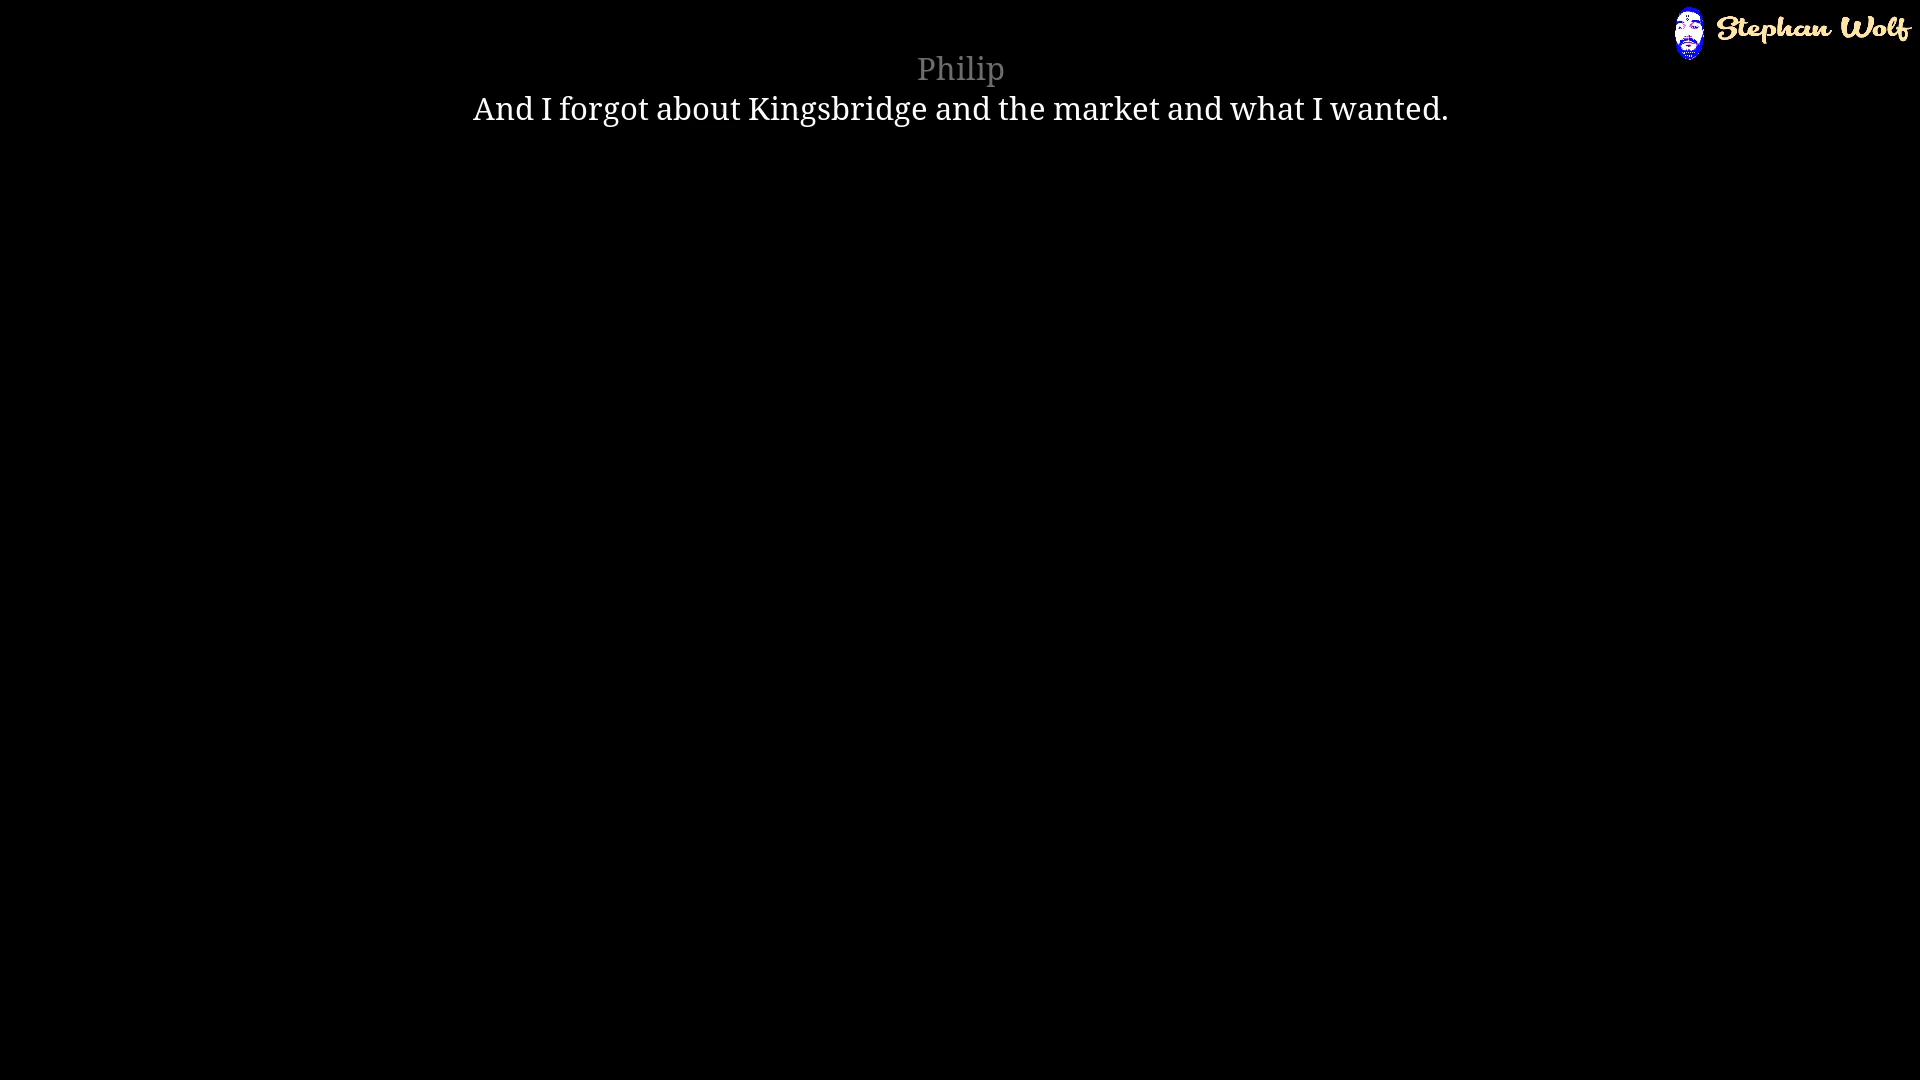 Stephan Wolf
Philip
And I forgot about Kingsbridge and the market and what I wanted.